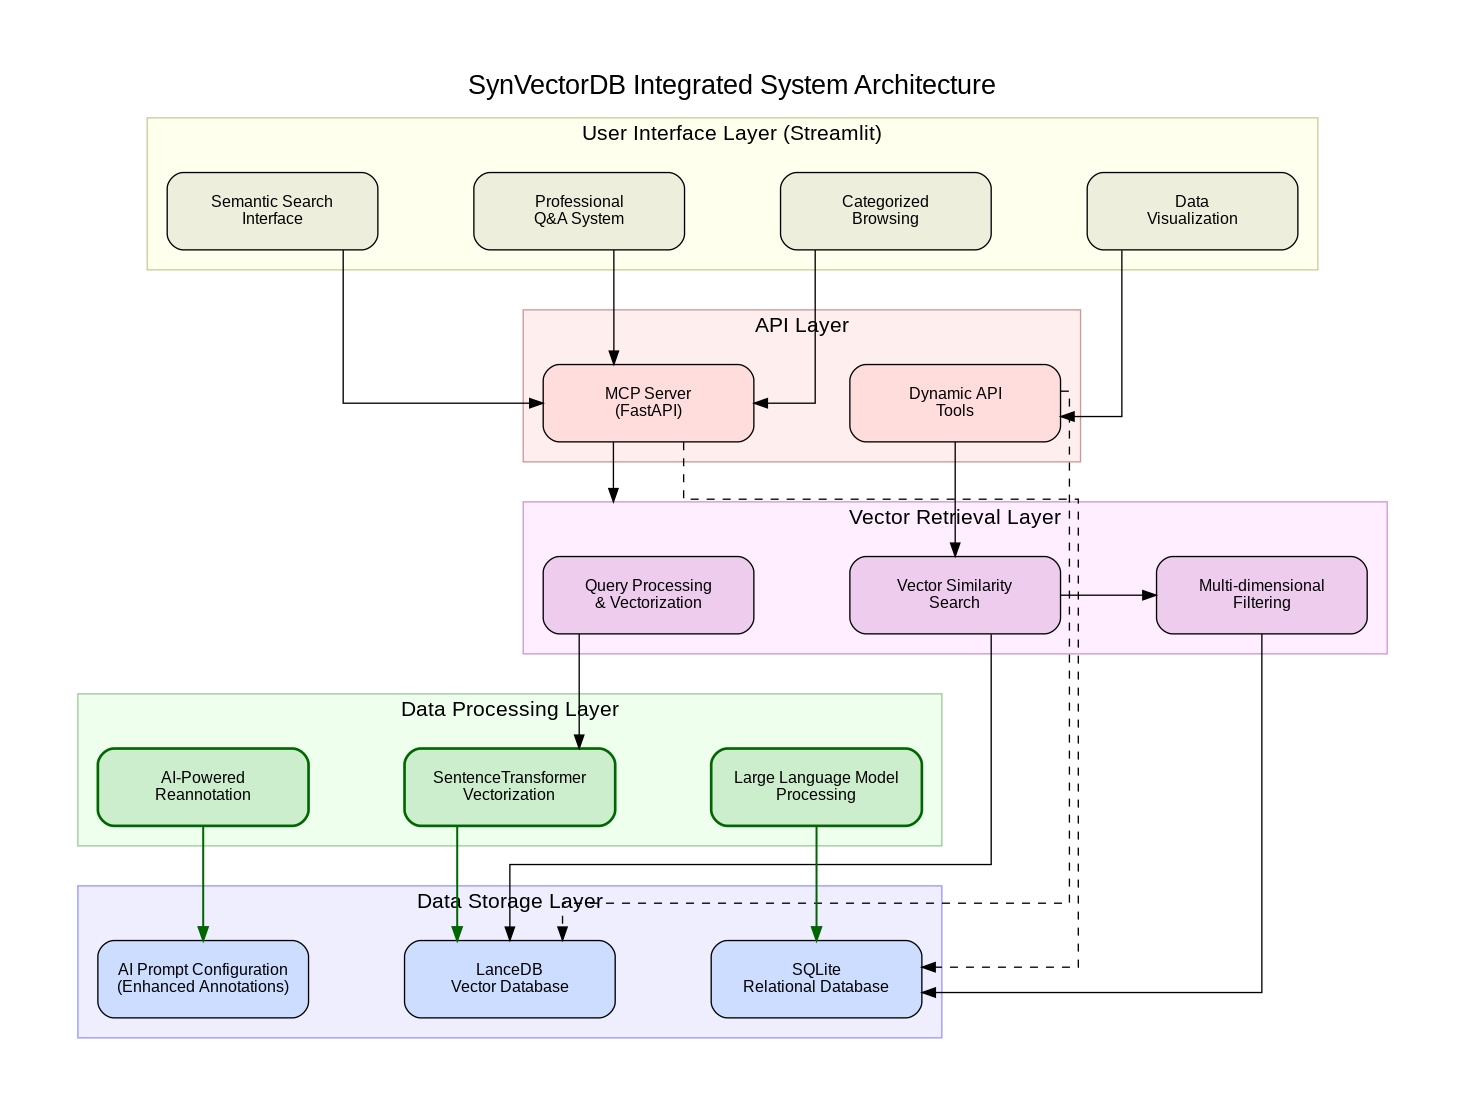 SynVectorDB Integrated System Architecture
User Interface Layer (Streamlit)
Semantic Search
Interface
Professional
Q&A System
Categorized
Browsing
Data
Visualization
API Layer
MCP Server
(FastAPI)
Dynamic API
Tools
Vector Retrieval Layer
Query Processing
& Vectorization
Vector Similarity
Search
Multi-dimensional
Filtering
Data Processing Layer
AI-Powered
Reannotation
SentenceTransformer
Vectorization
Large Language Model
Processing
Data Storage Layer
AI Prompt Configuration
(Enhanced Annotations)
LanceDB
Vector Database
SQLite
Relational Database